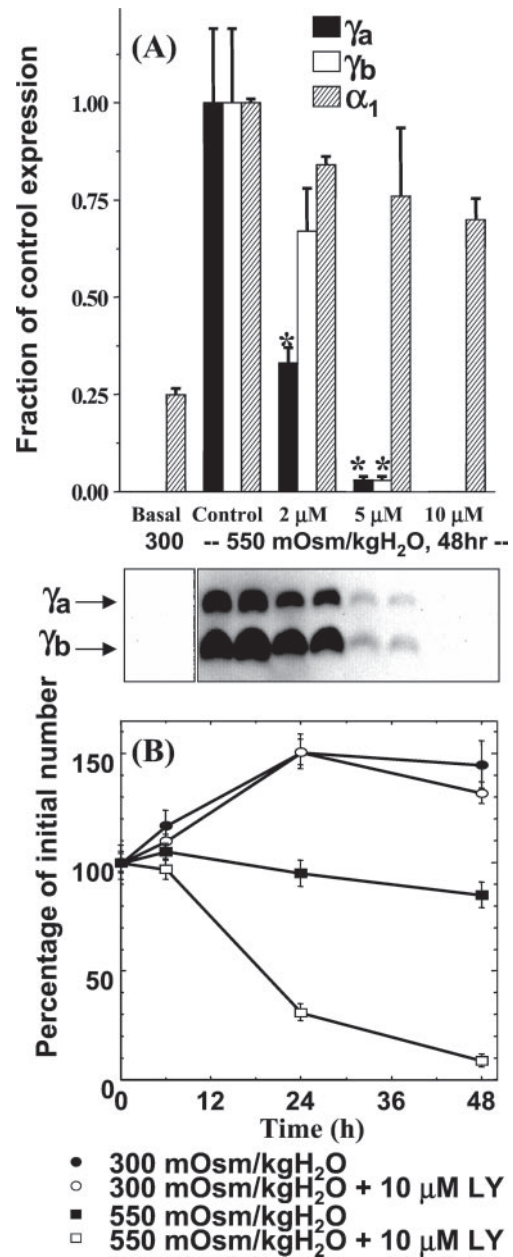 (A)
γa
γb
α1
Fraction of control expression
1.00
0.75
0.50
0.25
0.00
*
* *
Basal Control 2 μM 5 μM 10 μM
300 -- 550 mOsm/kgH2O, 48hr --
γa
γb
(B)
Percentage of initial number
150
100
50
0
0 12 24 36 48
Time (h)
300 mOsm/kgH2O
300 mOsm/kgH2O + 10 μM LY
550 mOsm/kgH2O
550 mOsm/kgH2O + 10 μM LY